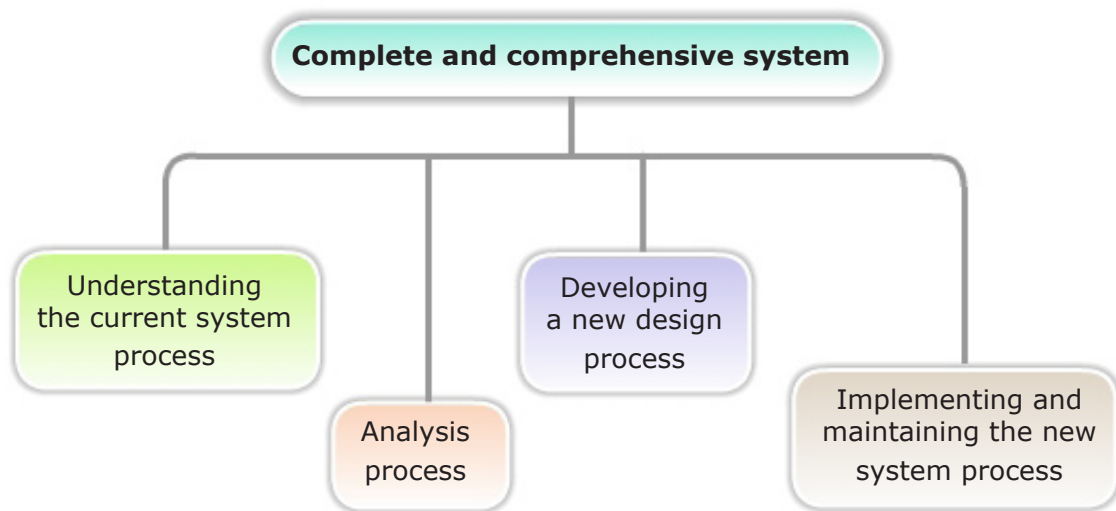 Complete and comprehensive system
Understanding
the current system
process
Analysis
process
Developing
a new design
process
Implementing and
maintaining the new
system process